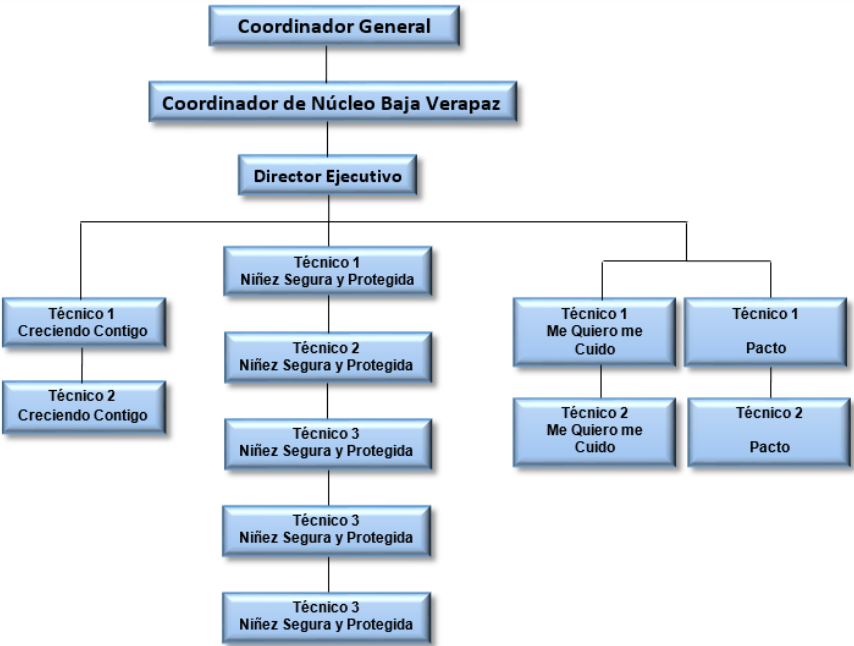 Coordinador General
Coordinador de Núcleo Baja Verapaz
Director Ejecutivo
Técnico 1
Creciendo Contigo
Técnico 2
Creciendo Contigo
Técnico 1
Niñez Segura y Protegida
Técnico 2
Niñez Segura y Protegida
Técnico 3
Niñez Segura y Protegida
Técnico 3
Niñez Segura y Protegida
Técnico 3
Niñez Segura y Protegida
Técnico 1
Me Quiero me
Cuido
Técnico 2
Me Quiero me
Cuido
Técnico 1
Pacto
Técnico 2
Pacto